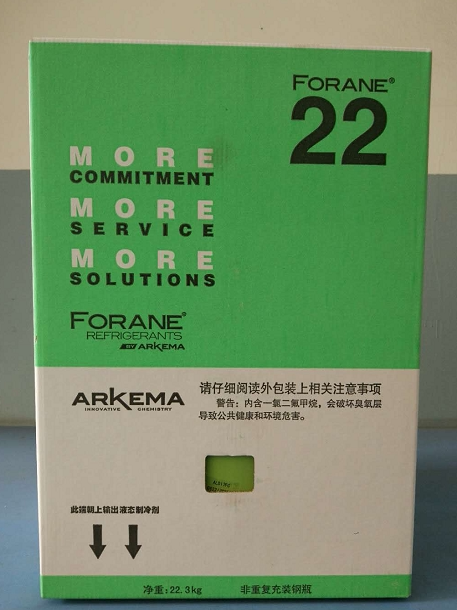 FORANE®
22
MORE
COMMITMENT
MORE
SERVICE
MORE
SOLUTIONS
FORANE®
REFRIGERANTS
BY ARKEMA
ARKEMA
INNOVATIVE CHEMISTRY
请仔细阅读外包装上相关注意事项
警告：内含一氯二氟甲烷，会破坏臭氧层
导致公共健康和环境危害。
此端朝上输出液态制冷剂
净重：22.3kg
非重复充装钢瓶